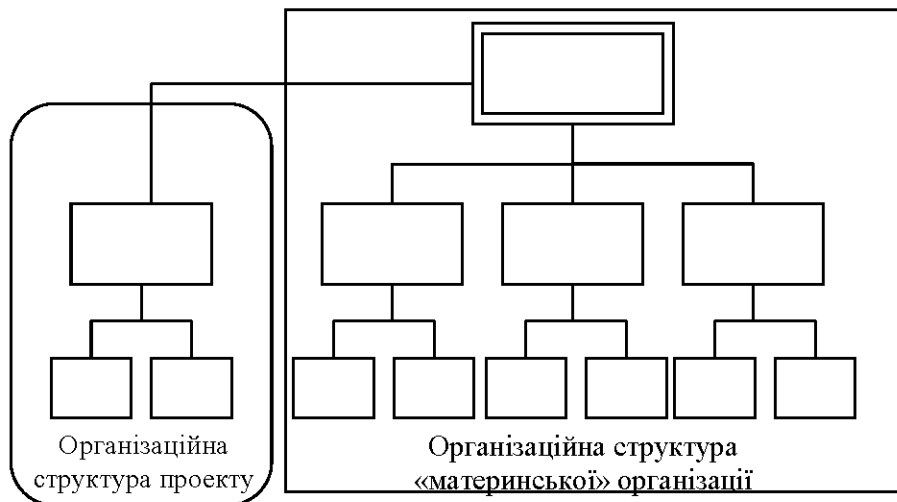 Організаційна
структура проекту
Організаційна структура
«материнської» організації